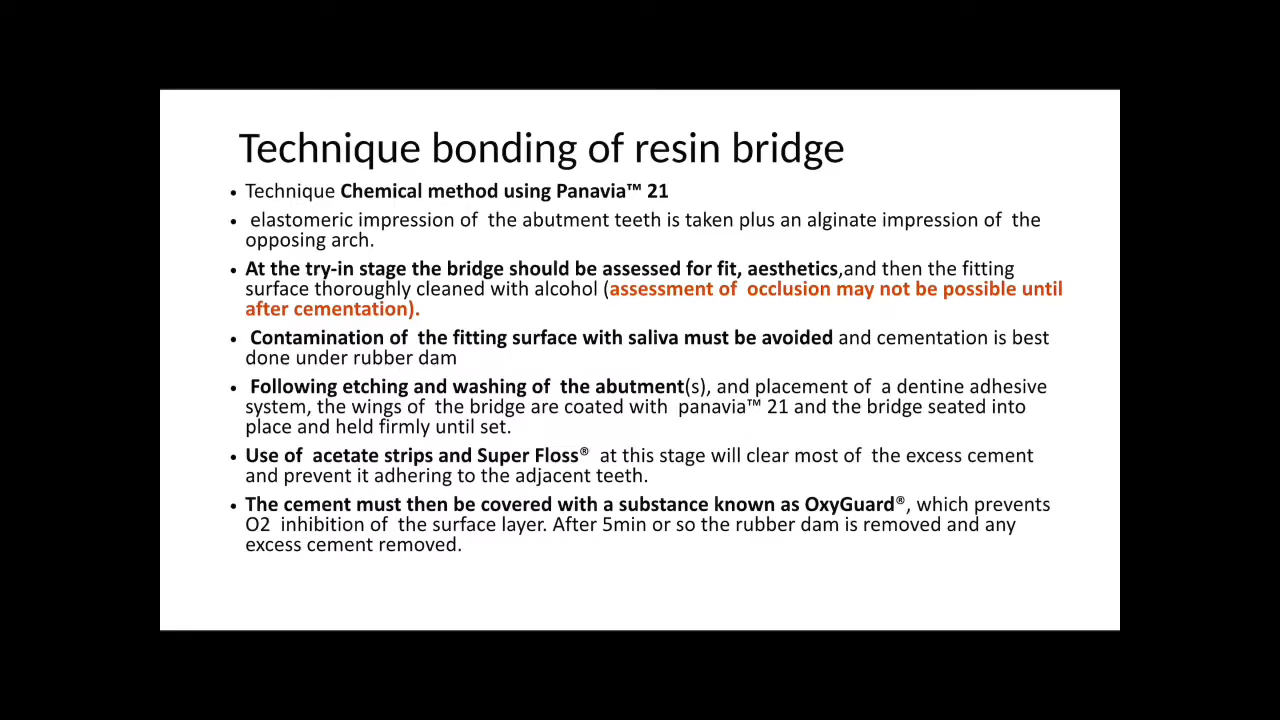 Technique bonding of resin bridge
• Technique Chemical method using Panavia™ 21
• elastomeric impression of the abutment teeth is taken plus an alginate impression of the
opposing arch.
• At the try-in stage the bridge should be assessed for fit, aesthetics,and then the fitting
surface thoroughly cleaned with alcohol (assessment of occlusion may not be possible until
after cementation).
• Contamination of the fitting surface with saliva must be avoided and cementation is best
done under rubber dam
• Following etching and washing of the abutment(s), and placement of a dentine adhesive
system, the wings of the bridge are coated with panavia™ 21 and the bridge seated into
place and held firmly until set.
• Use of acetate strips and Super Floss® at this stage will clear most of the excess cement
and prevent it adhering to the adjacent teeth.
• The cement must then be covered with a substance known as OxyGuard®, which prevents
O2 inhibition of the surface layer. After 5min or so the rubber dam is removed and any
excess cement removed.